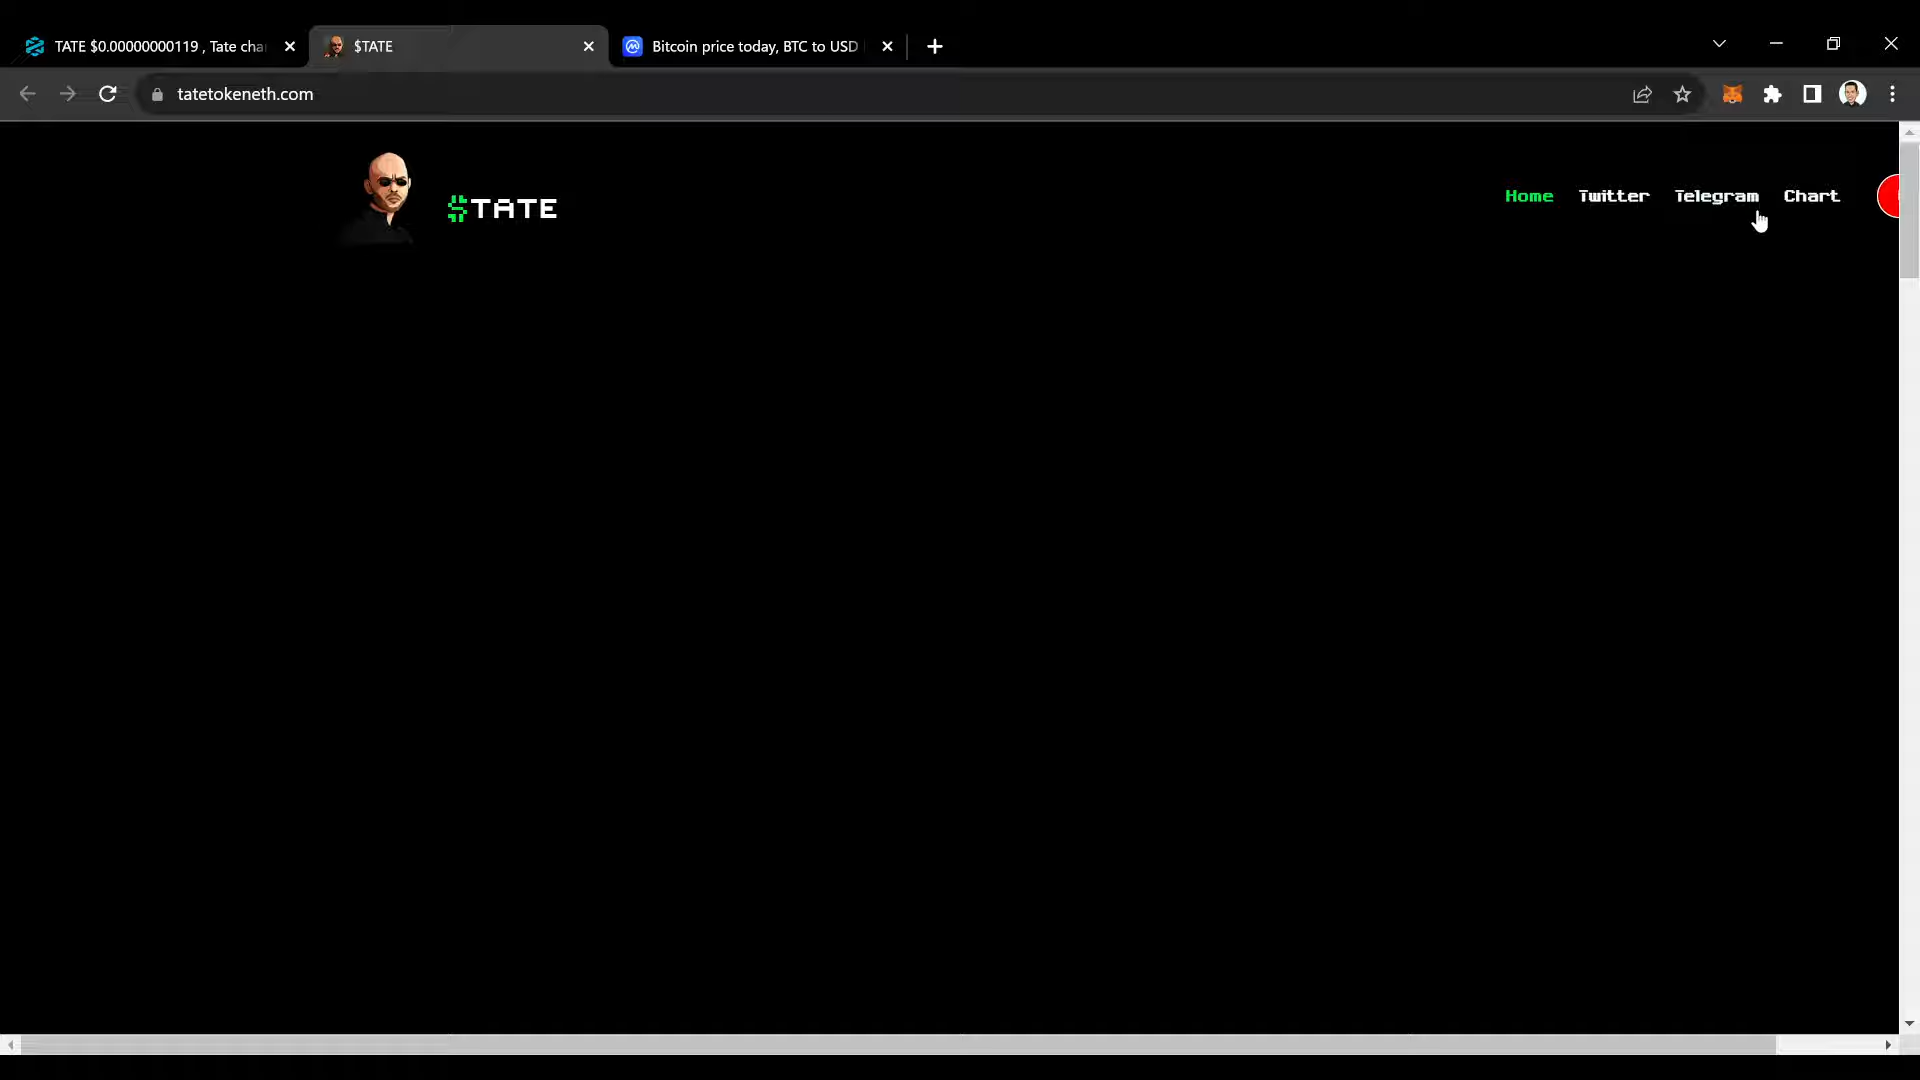 TATE $0.00000000119 , Tate cha
$TATE
Bitcoin price today, BTC to USD
tatetokeneth.com
$TATE
Home Twitter Telegram Chart